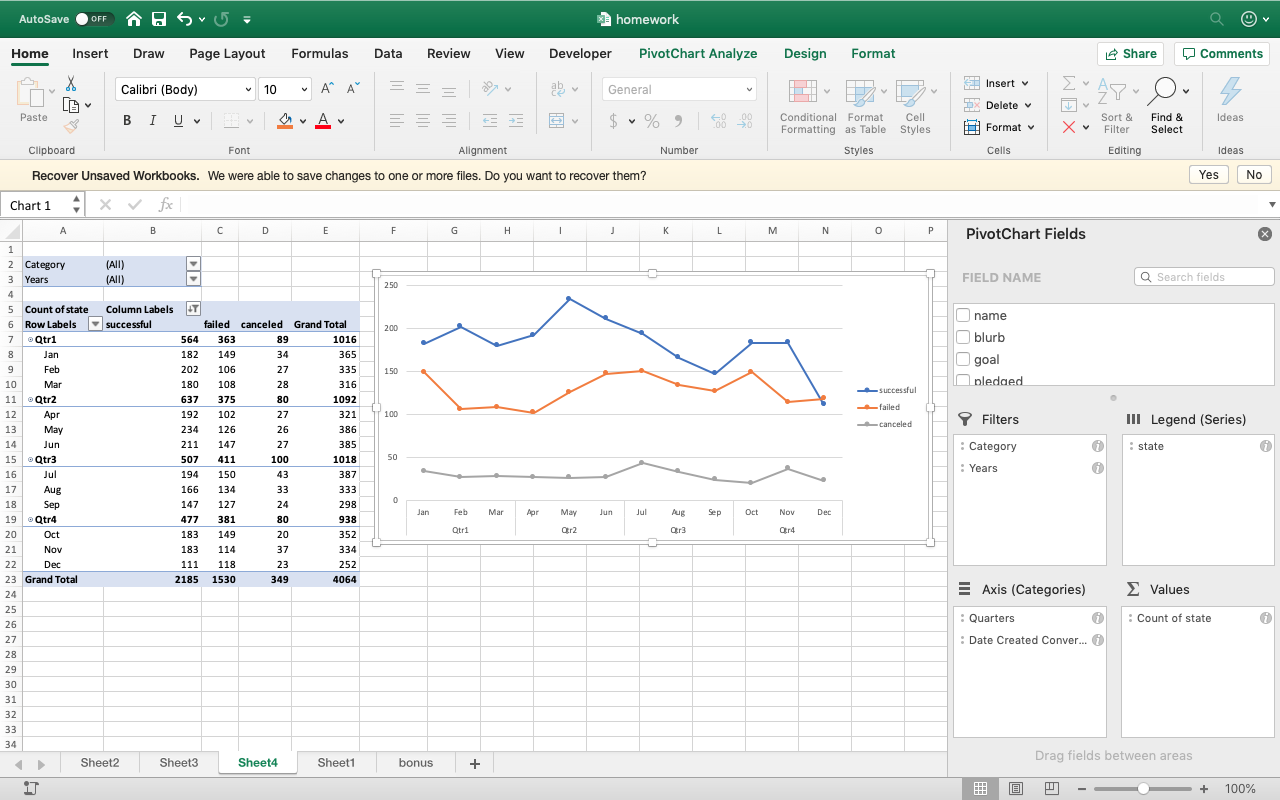 AutoSave OFF homework
Home Insert Draw Page Layout Formulas Data Review View Developer PivotChart Analyze Design Format Share Comments
Calibri (Body) 10 A^ A˅ ab General Insert
Paste B I U A $ % 9 Conditional Formatting Format as Table Cell Styles Delete Format Sort & Filter Find & Select Ideas
Clipboard Font Alignment Number Styles Cells Editing Ideas
Recover Unsaved Workbooks. We were able to save changes to one or more files. Do you want to recover them? Yes No
Chart 1 fx
A B C D E F G H I J K L M N O P
1
2 Category (All)
3 Years (All)
4
5 Count of state Column Labels
6 Row Labels successful failed canceled Grand Total
7 Qtr1 564 363 89 1016
8 Jan 182 149 34 365
9 Feb 202 106 27 335
10 Mar 180 108 28 316
11 Qtr2 637 375 80 1092
12 Apr 192 102 27 321
13 May 234 126 26 386
14 Jun 211 147 27 385
15 Qtr3 507 411 100 1018
16 Jul 194 150 43 387
17 Aug 166 134 33 333
18 Sep 147 127 24 298
19 Qtr4 477 381 80 938
20 Oct 183 149 20 352
21 Nov 183 114 37 334
22 Dec 111 118 23 252
23 Grand Total 2185 1530 349 4064
24
25
26
27
28
29
30
31
32
33
34
250
200
150
100
50
0
Jan Feb Mar Apr May Jun Jul Aug Sep Oct Nov Dec
Qtr1 Qtr2 Qtr3 Qtr4
successful
failed
canceled
PivotChart Fields
FIELD NAME Search fields
name
blurb
goal
pledged
Filters Legend (Series)
Category state
Years
Axis (Categories) Values
Quarters Count of state
Date Created Conver...
Drag fields between areas
Sheet2 Sheet3 Sheet4 Sheet1 bonus +
100%